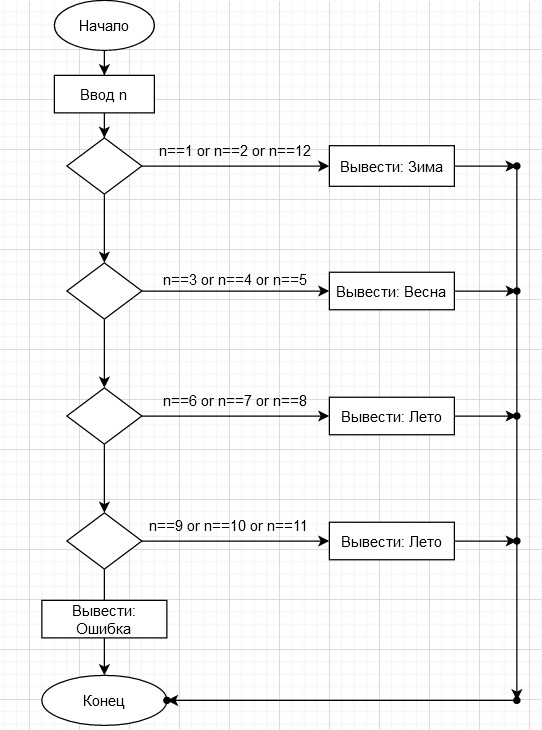 Начало
Ввод n
n==1 or n==2 or n==12
Вывести: Зима
n==3 or n==4 or n==5
Вывести: Весна
n==6 or n==7 or n==8
Вывести: Лето
n==9 or n==10 or n==11
Вывести: Лето
Вывести:
Ошибка
Конец